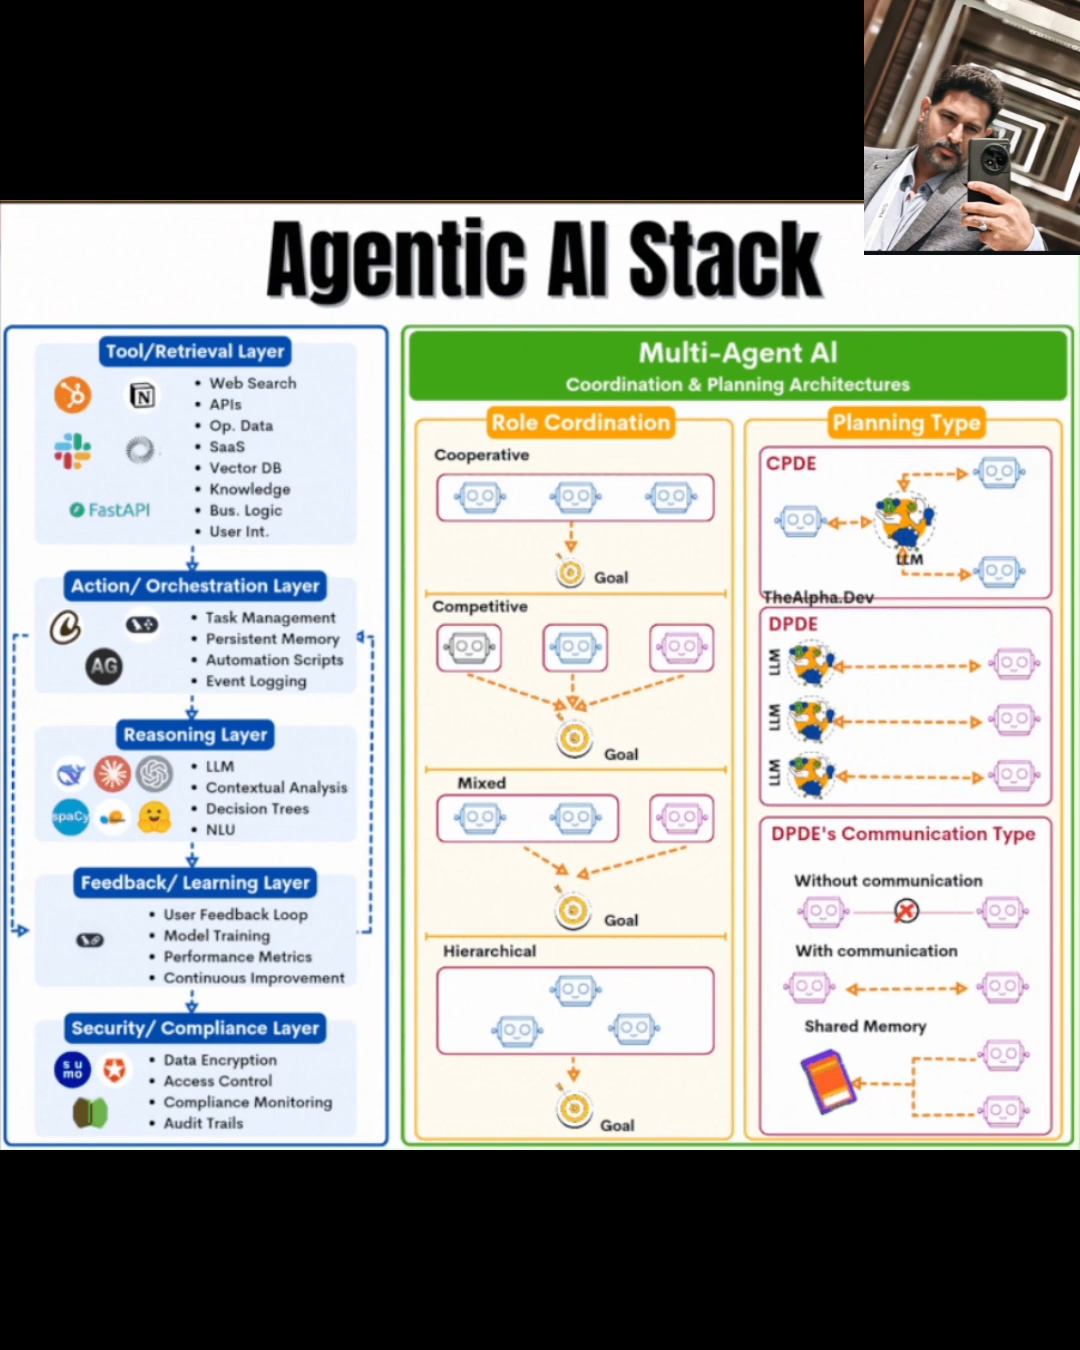 Agentic AI Stack
Tool/Retrieval Layer
N
• Web Search
• APIs
• Op. Data
• SaaS
• Vector DB
• Knowledge
• Bus. Logic
• User Int.
FastAPI
Action/ Orchestration Layer
AG
• Task Management
• Persistent Memory
• Automation Scripts
• Event Logging
Reasoning Layer
spaCy
• LLM
• Contextual Analysis
• Decision Trees
• NLU
Feedback/ Learning Layer
• User Feedback Loop
• Model Training
• Performance Metrics
• Continuous Improvement
Security/ Compliance Layer
su
mo
• Data Encryption
• Access Control
• Compliance Monitoring
• Audit Trails
Multi-Agent AI
Coordination & Planning Architectures
Role Cordination
Cooperative
Goal
Competitive
Goal
Mixed
Goal
Hierarchical
Goal
Planning Type
CPDE
LLM
TheAlpha.Dev
DPDE
LLM
LLM
LLM
DPDE's Communication Type
Without communication
With communication
Shared Memory